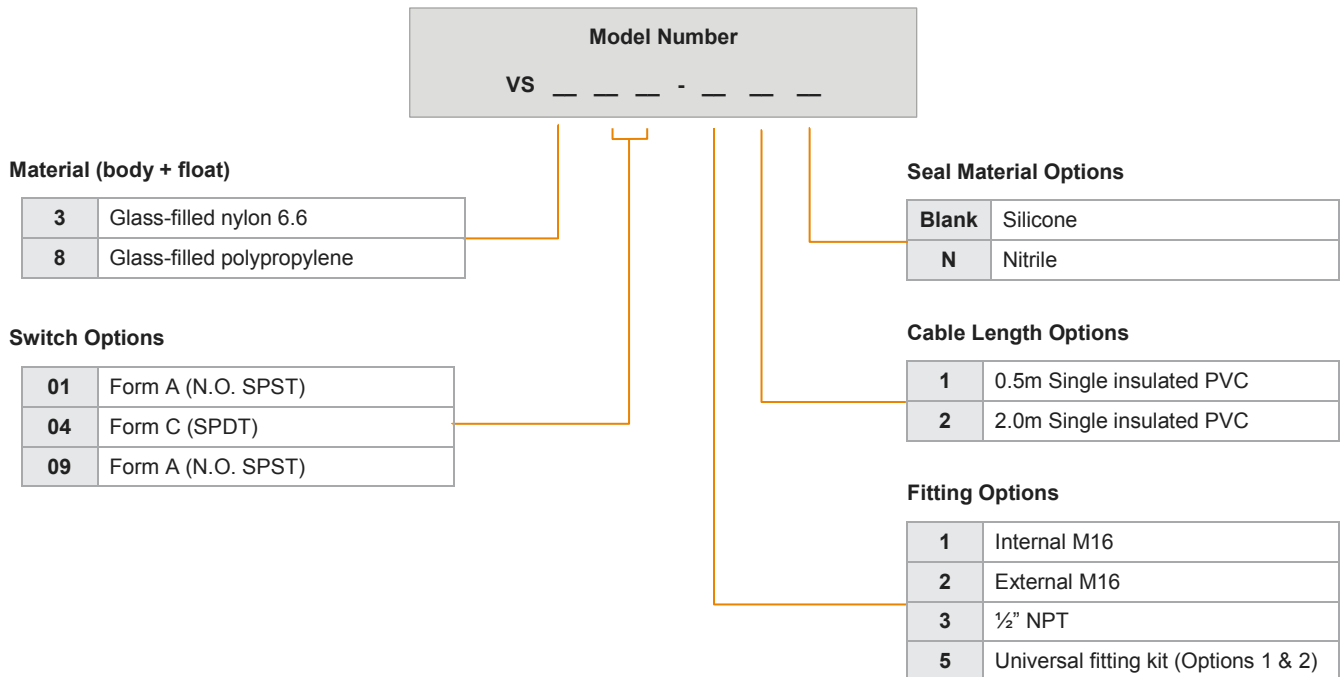 Model Number
VS __ __ __ - __ __ __
Material (body + float)
3 Glass-filled nylon 6.6
8 Glass-filled polypropylene
Switch Options
01 Form A (N.O. SPST)
04 Form C (SPDT)
09 Form A (N.O. SPST)
Seal Material Options
Blank Silicone
N Nitrile
Cable Length Options
1 0.5m Single insulated PVC
2 2.0m Single insulated PVC
Fitting Options
1 Internal M16
2 External M16
3 ½” NPT
5 Universal fitting kit (Options 1 & 2)